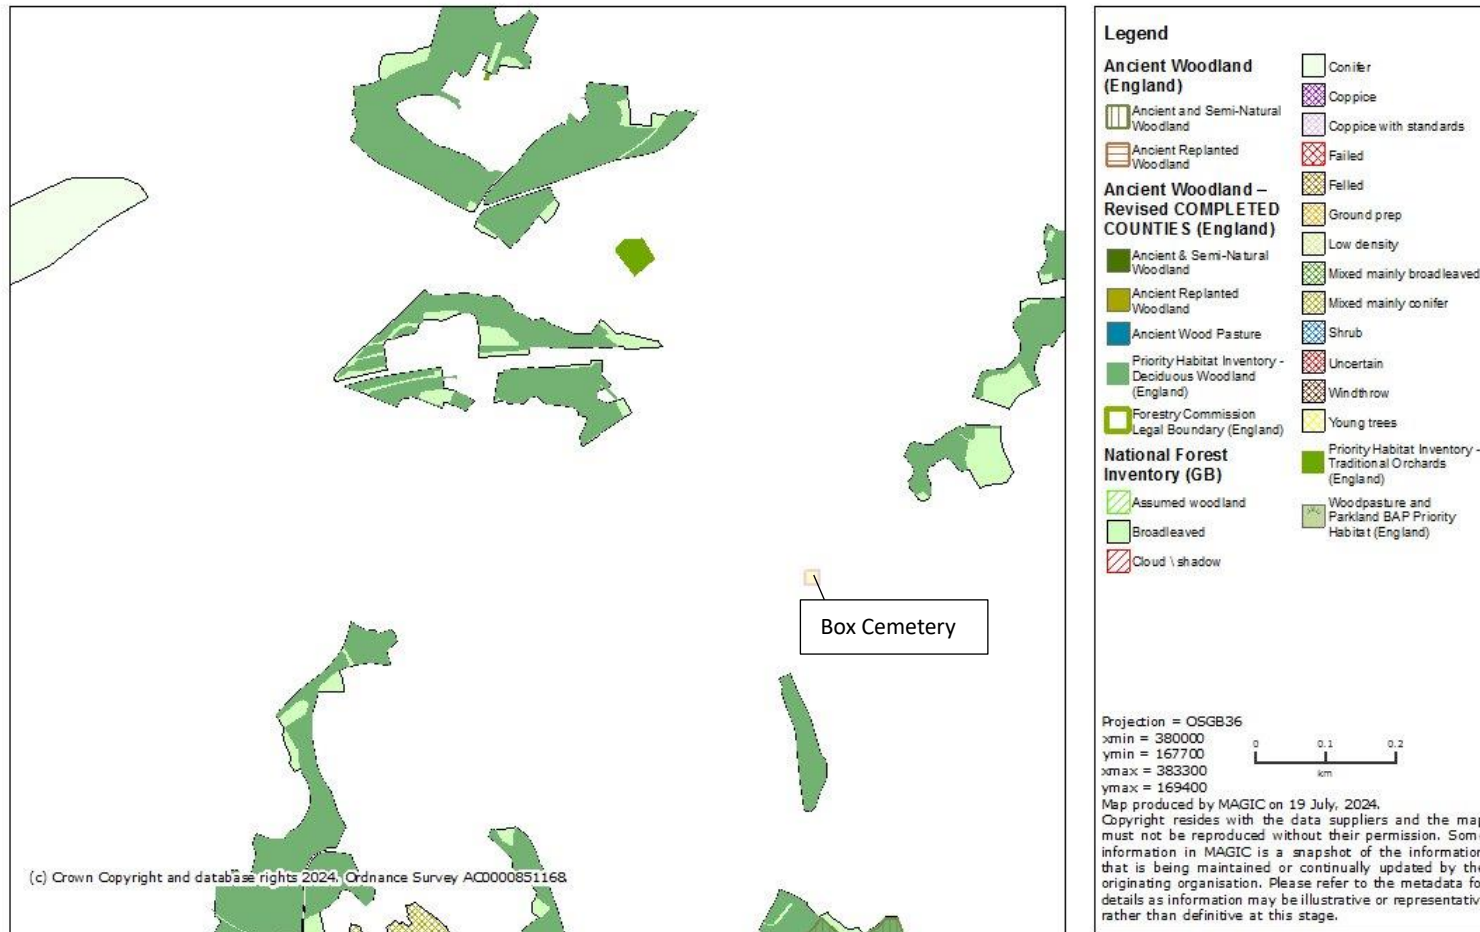 Box Cemetery
(c) Crown Copyright and database rights 2024. Ordnance Survey AC0000851168.
Legend
Ancient Woodland
(England)
Ancient and Semi-Natural
Woodland
Ancient Replanted
Woodland
Ancient Woodland –
Revised COMPLETED
COUNTIES (England)
Ancient & Semi-Natural
Woodland
Ancient Replanted
Woodland
Ancient Wood Pasture
Priority Habitat Inventory -
Deciduous Woodland
(England)
Forestry Commission
Legal Boundary (England)
National Forest
Inventory (GB)
Assumed woodland
Broadleaved
Cloud \ shadow
Conifer
Coppice
Coppice with standards
Failed
Felled
Ground prep
Low density
Mixed mainly broadleaved
Mixed mainly conifer
Shrub
Uncertain
Windthrow
Young trees
Priority Habitat Inventory -
Traditional Orchards
(England)
Woodpasture and
Parkland BAP Priority
Habitat (England)
Projection = OSGB36
xmin = 380000
ymin = 167700
xmax = 383300
ymax = 169400
0 0.1 0.2
km
Map produced by MAGIC on 19 July, 2024.
Copyright resides with the data suppliers and the map
must not be reproduced without their permission. Som
information in MAGIC is a snapshot of the information
that is being maintained or continually updated by the
originating organisation. Please refer to the metadata fo
details as information may be illustrative or representativ
rather than definitive at this stage.